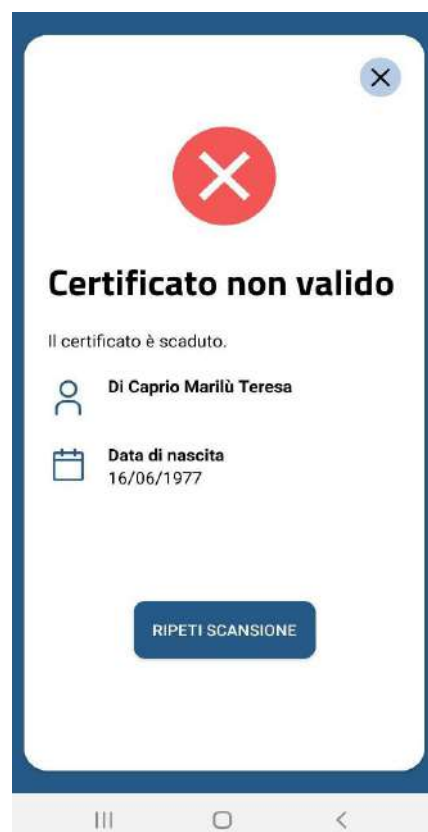 Certificato non valido
Il certificato è scaduto.
Di Caprio Marilù Teresa
Data di nascita
16/06/1977
RIPETI SCANSIONE